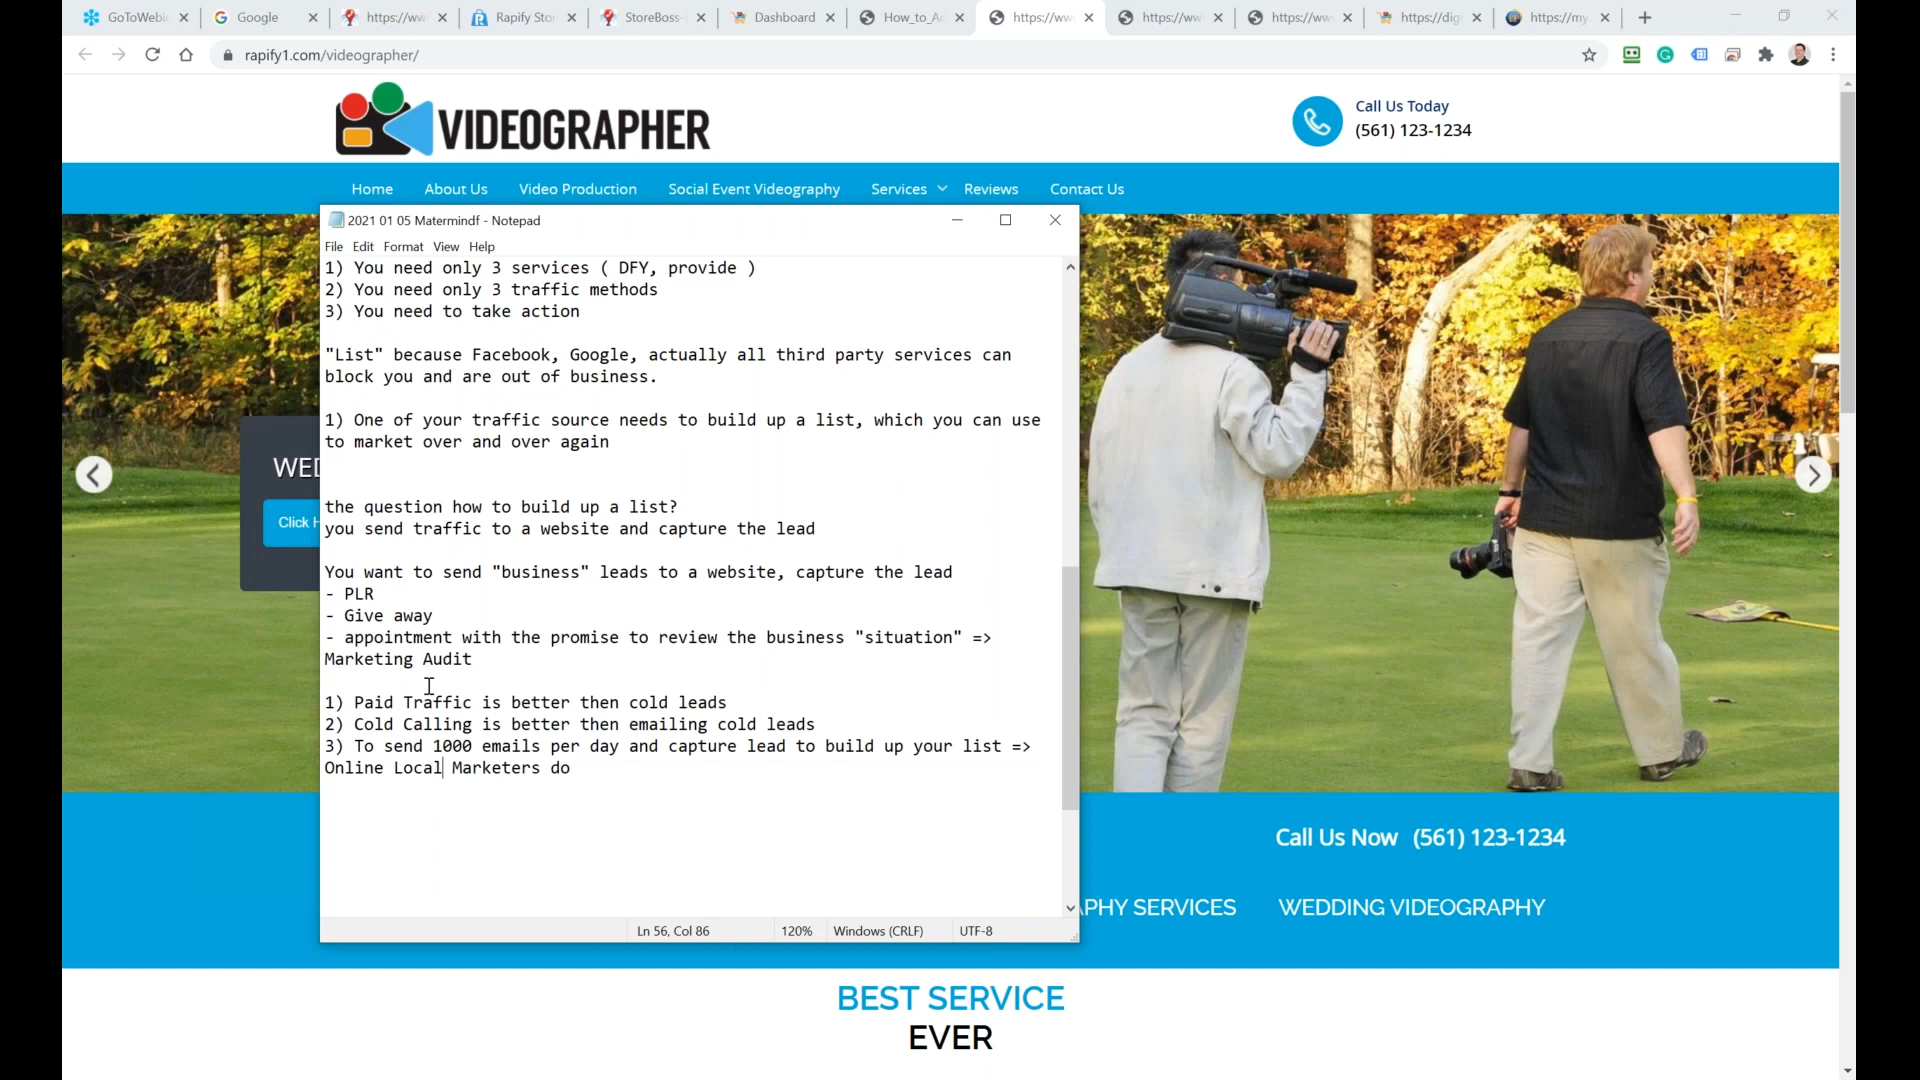 GoToWebi
Google
https://ww
Rapify Sto
StoreBoss-
Dashboard
How_to_A
https://ww
https://ww
https://ww
https://dig
https://my.
rapify1.com/videographer/
VIDEOGRAPHER
Call Us Today
(561) 123-1234
Home About Us Video Production Social Event Videography Services Reviews Contact Us
2021 01 05 Matermindf - Notepad
File Edit Format View Help
1) You need only 3 services ( DFY, provide )
2) You need only 3 traffic methods
3) You need to take action
"List" because Facebook, Google, actually all third party services can
block you and are out of business.
1) One of your traffic source needs to build up a list, which you can use
to market over and over again
the question how to build up a list?
you send traffic to a website and capture the lead
You want to send "business" leads to a website, capture the lead
- PLR
- Give away
- appointment with the promise to review the business "situation" =>
Marketing Audit
1) Paid Traffic is better then cold leads
2) Cold Calling is better then emailing cold leads
3) To send 1000 emails per day and capture lead to build up your list =>
Online Local Marketers do
Ln 56, Col 86 120% Windows (CRLF) UTF-8
WED
Click H
Call Us Now (561) 123-1234
APHY SERVICES WEDDING VIDEOGRAPHY
BEST SERVICE
EVER